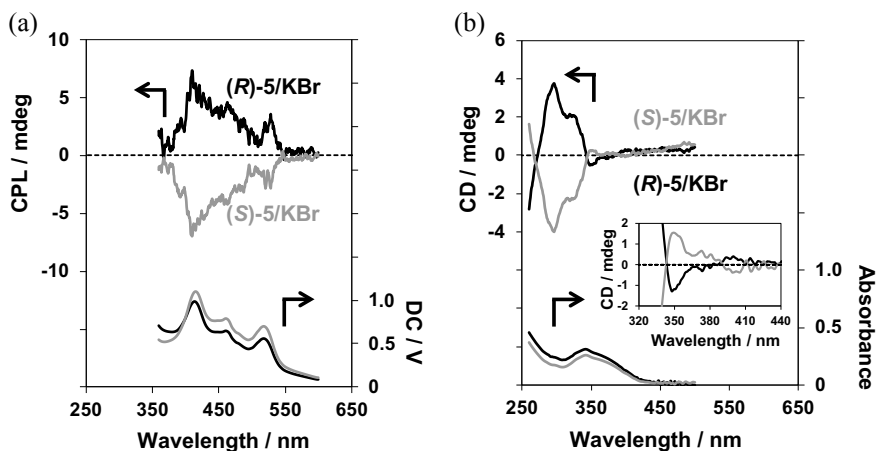 (a)
10
5
0
-5
-10
CPL / mdeg
(R)-5/KBr
(S)-5/KBr
1.0
0.5
0
DC / V
250 350 450 550 650
Wavelength / nm
(b)
6
4
2
0
-2
-4
CD / mdeg
(S)-5/KBr
(R)-5/KBr
2
1
0
-1
-2
CD / mdeg
320 350 380 410 440
Wavelength / nm
1.0
0.5
0
Absorbance
250 350 450 550 650
Wavelength / nm